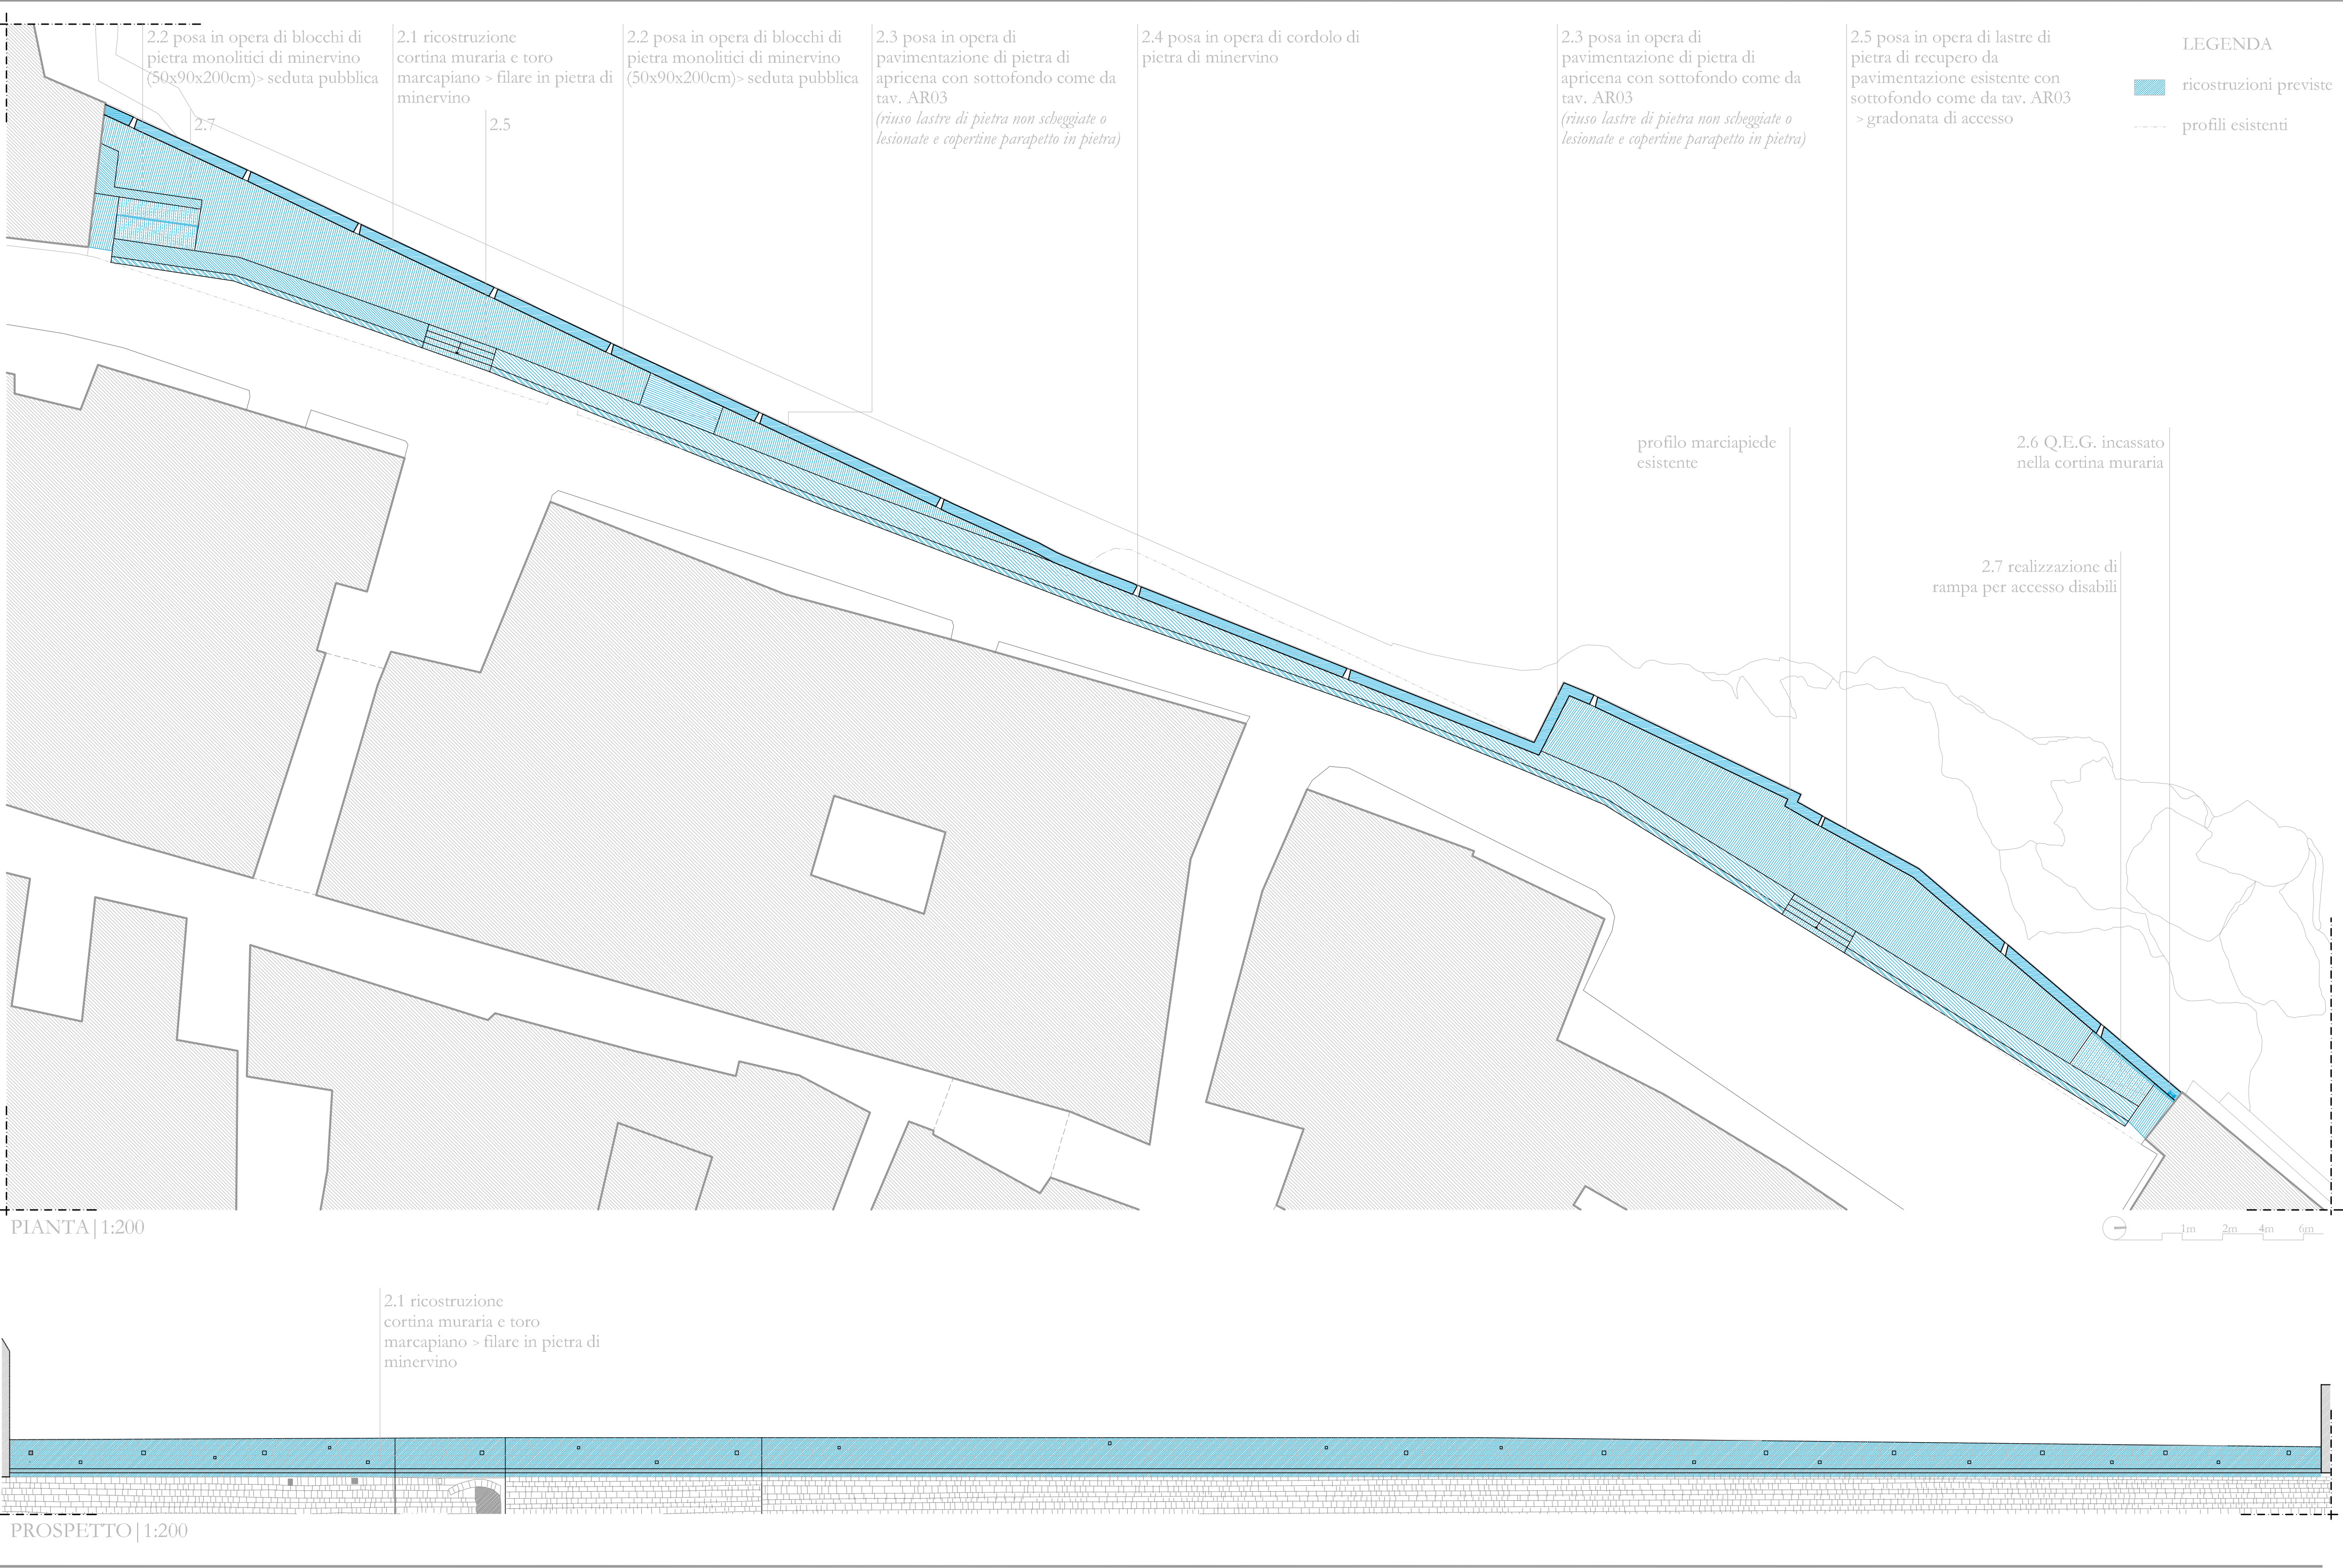 2.2 posa in opera di blocchi di
pietra monolitici di minervino
(50x90x200cm)> seduta pubblica
2.7
2.1 ricostruzione
cortina muraria e toro
marcapiano > filare in pietra di
minervino
2.5
2.2 posa in opera di blocchi di
pietra monolitici di minervino
(50x90x200cm)> seduta pubblica
2.3 posa in opera di
pavimentazione di pietra di
apricena con sottofondo come da
tav. AR03
(riuso lastre di pietra non scheggiate o
lesionate e copertine parapetto in pietra)
2.4 posa in opera di cordolo di
pietra di minervino
2.3 posa in opera di
pavimentazione di pietra di
apricena con sottofondo come da
tav. AR03
(riuso lastre di pietra non scheggiate o
lesionate e copertine parapetto in pietra)
2.5 posa in opera di lastre di
pietra di recupero da
pavimentazione esistente con
sottofondo come da tav. AR03
> gradonata di accesso
LEGENDA
ricostruzioni previste
profili esistenti
profilo marciapiede
esistente
2.6 Q.E.G. incassato
nella cortina muraria
2.7 realizzazione di
rampa per accesso disabili
PIANTA|1:200
1m 2m 4m 6m
2.1 ricostruzione
cortina muraria e toro
marcapiano > filare in pietra di
minervino
PROSPETTO|1:200